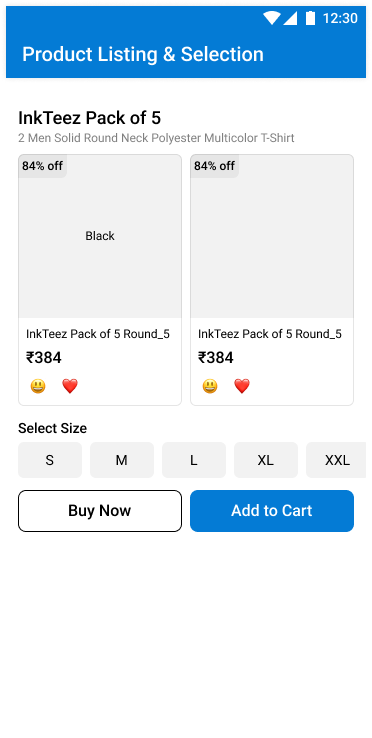 12:30
Product Listing & Selection
InkTeez Pack of 5
2 Men Solid Round Neck Polyester Multicolor T-Shirt
84% off
Black
InkTeez Pack of 5 Round_5
₹384
😃 ❤️
84% off
InkTeez Pack of 5 Round_5
₹384
😃 ❤️
Select Size
S M L XL XXL
Buy Now Add to Cart